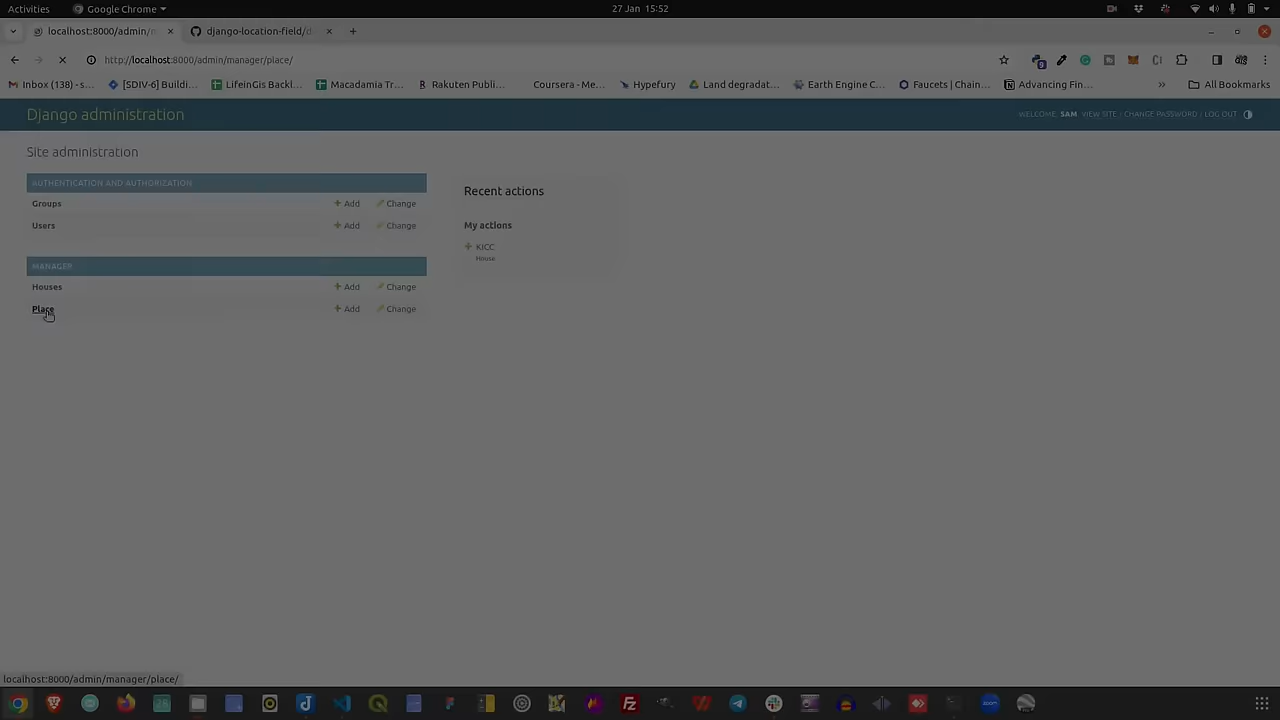 Activities Google Chrome 27 Jan 15:52
localhost:8000/admin/m django-location-field/d
http://localhost:8000/admin/manager/place/
Inbox (138) - s... [SDIV-6] Buildi... LifeinGis Backl... Macadamia Tr... Rakuten Publi... Coursera - Me... Hypefury Land degradat... Earth Engine C... Faucets | Chain... Advancing Fin... All Bookmarks
Django administration WELCOME, SAM VIEW SITE | CHANGE PASSWORD | LOG OUT
Site administration
AUTHENTICATION AND AUTHORIZATION
Groups Add Change
Users Add Change
MANAGER
Houses Add Change
Place Add Change
Recent actions
My actions
KICC
House
localhost:8000/admin/manager/place/